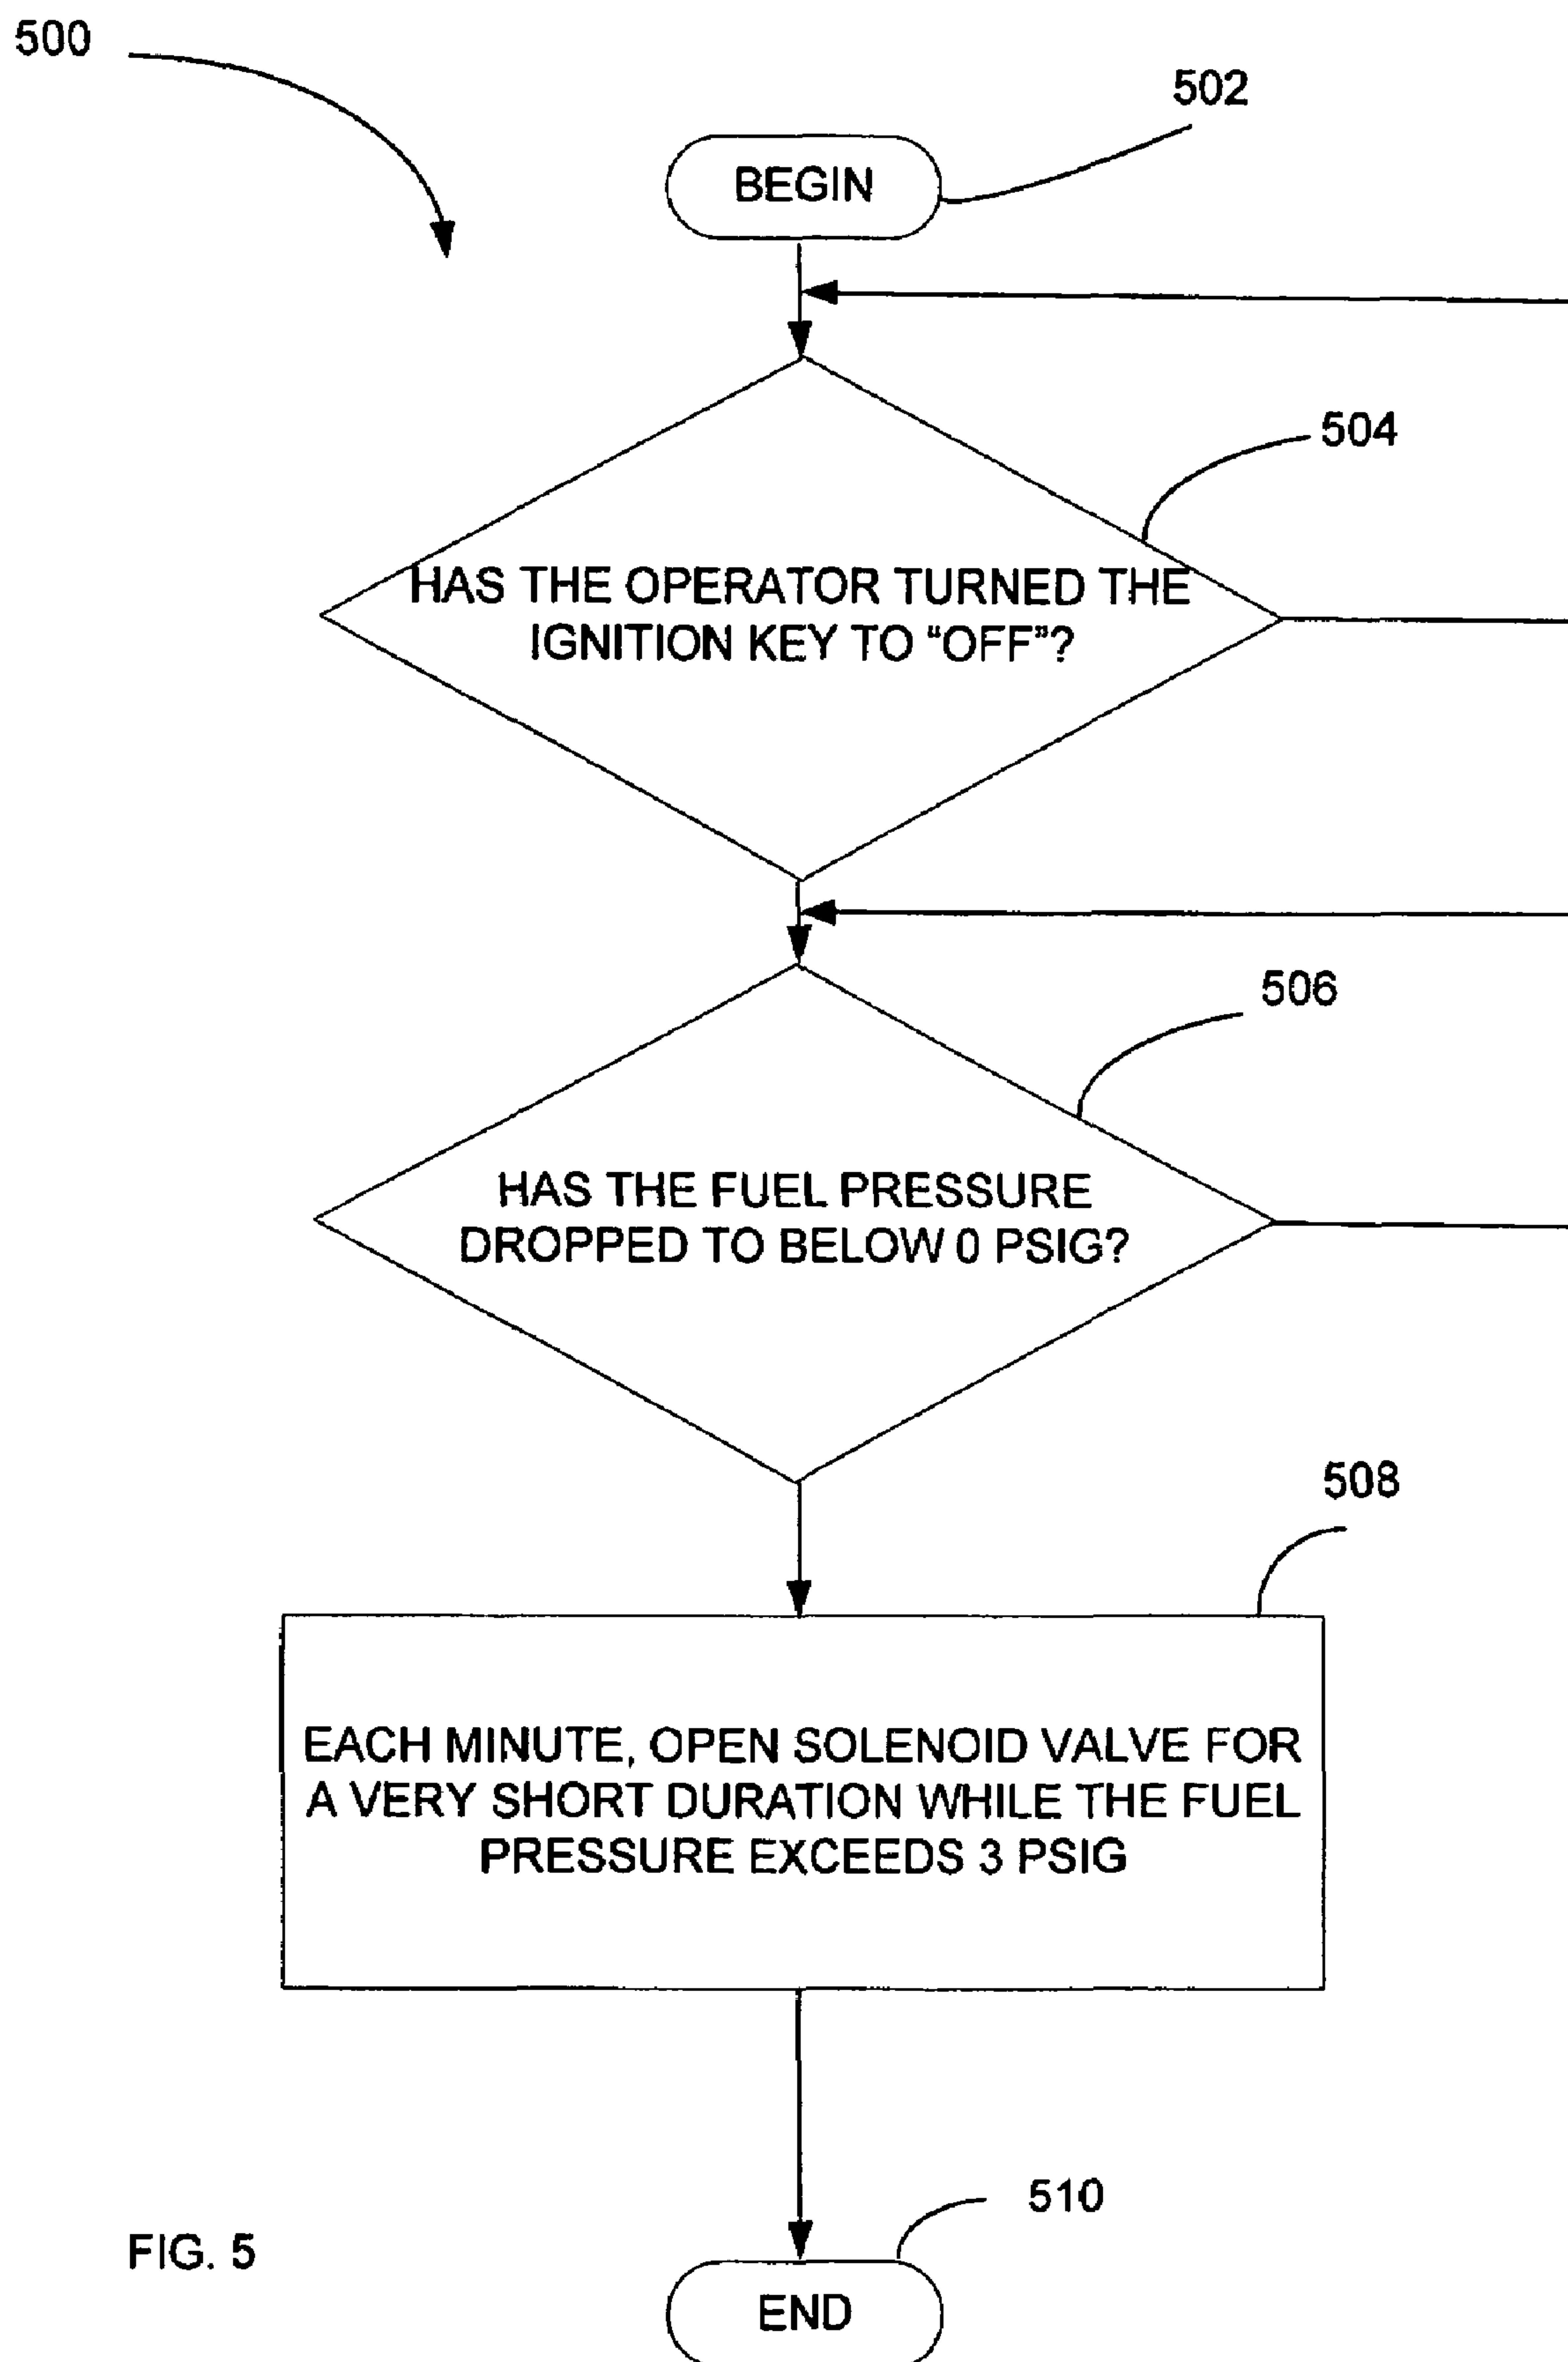 500
502
BEGIN
504
HAS THE OPERATOR TURNED THE
IGNITION KEY TO “OFF”?
506
HAS THE FUEL PRESSURE
DROPPED TO BELOW 0 PSIG?
508
EACH MINUTE, OPEN SOLENOID VALVE FOR
A VERY SHORT DURATION WHILE THE FUEL
PRESSURE EXCEEDS 3 PSIG
510
FIG. 5
END